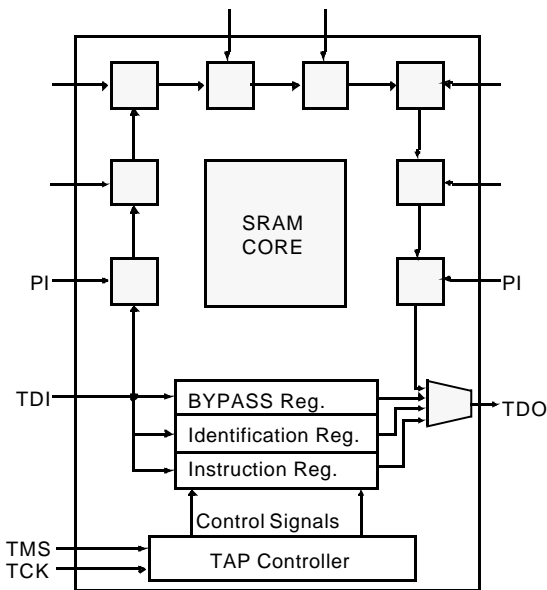 SRAM
CORE
PI
PI
TDI
BYPASS Reg.
TDO
Identification Reg.
Instruction Reg.
Control Signals
TMS
TAP Controller
TCK